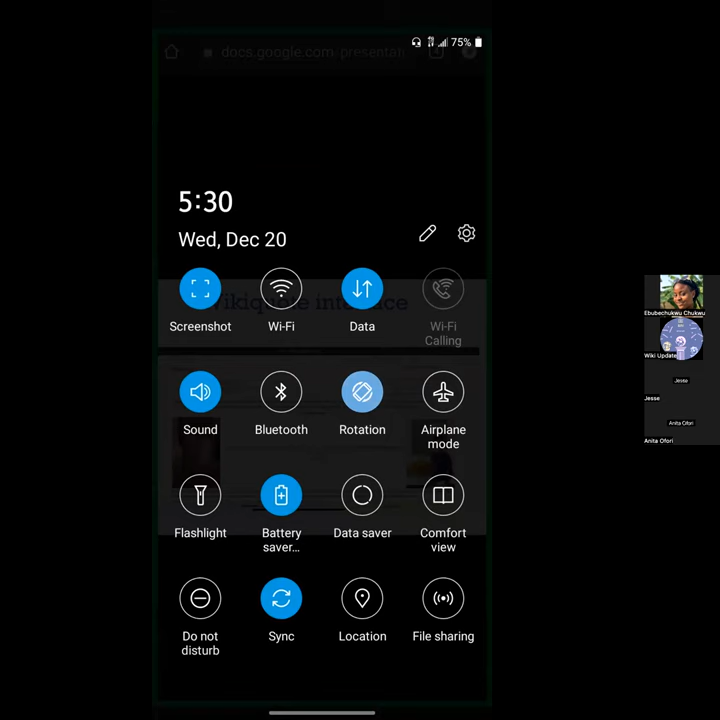 75%
docs.google.com/presentati
5:30
Wed, Dec 20
Wikiquote interface
Screenshot
Wi-Fi
Data
Wi-Fi
Calling
Sound
Bluetooth
Rotation
Airplane
mode
Flashlight
Battery
saver...
Data saver
Comfort
view
Do not
disturb
Sync
Location
File sharing
Ebubechukwu Chukwu
Wiki Update
Jesse
Jesse
Anita Ofori
Anita Ofori